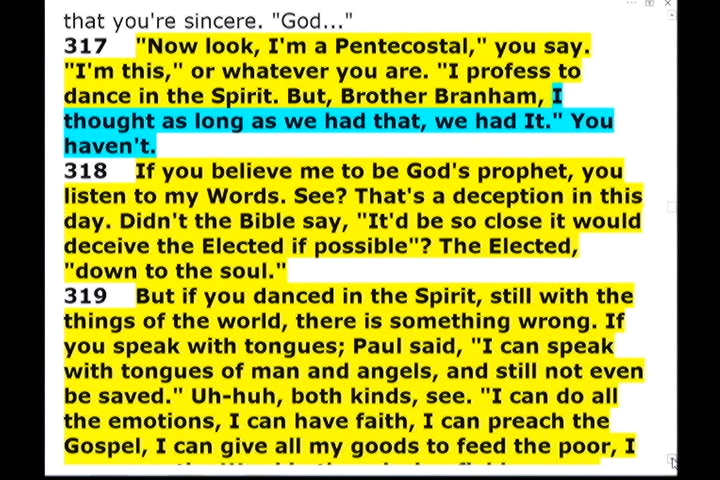 that you're sincere. "God..."
317 "Now look, I'm a Pentecostal," you say.
"I'm this," or whatever you are. "I profess to
dance in the Spirit. But, Brother Branham, I
thought as long as we had that, we had It." You
haven't.
318 If you believe me to be God's prophet, you
listen to my Words. See? That's a deception in this
day. Didn't the Bible say, "It'd be so close it would
deceive the Elected if possible"? The Elected,
"down to the soul."
319 But if you danced in the Spirit, still with the
things of the world, there is something wrong. If
you speak with tongues; Paul said, "I can speak
with tongues of man and angels, and still not even
be saved." Uh-huh, both kinds, see. "I can do all
the emotions, I can have faith, I can preach the
Gospel, I can give all my goods to feed the poor, I